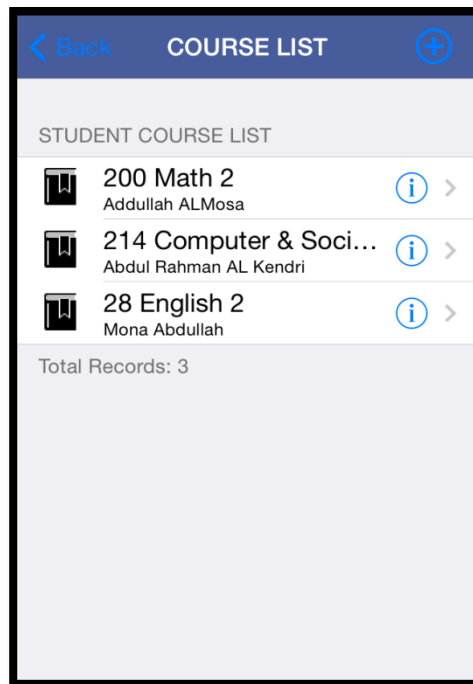 Back COURSE LIST
STUDENT COURSE LIST
200 Math 2
Addullah ALMosa
214 Computer & Soci...
Abdul Rahman AL Kendri
28 English 2
Mona Abdullah
Total Records: 3